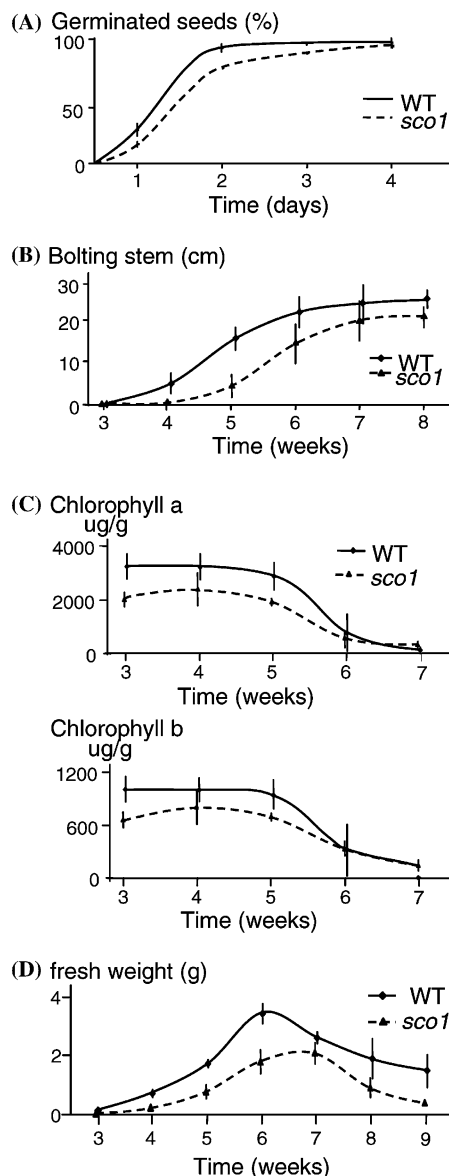 (A) Germinated seeds (%)
100
50
0
WT
sco1
1 2 3 4
Time (days)
(B) Bolting stem (cm)
30
20
10
0
WT
sco1
3 4 5 6 7 8
Time (weeks)
(C) Chlorophyll a
ug/g
4000
2000
0
WT
sco1
3 4 5 6 7
Time (weeks)
Chlorophyll b
ug/g
1200
600
0
3 4 5 6 7
Time (weeks)
(D) fresh weight (g)
4
2
0
WT
sco1
3 4 5 6 7 8 9
Time (weeks)